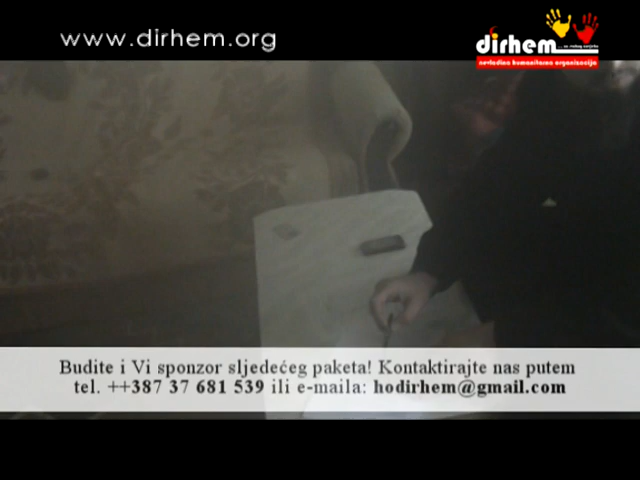 www.dirhem.org
dirhem
nevladina humanitarna organizacija
Budite i Vi sponzor sljedećeg paketa! Kontaktirajte nas putem
tel. ++387 37 681 539 ili e-maila: hodirhem@gmail.com